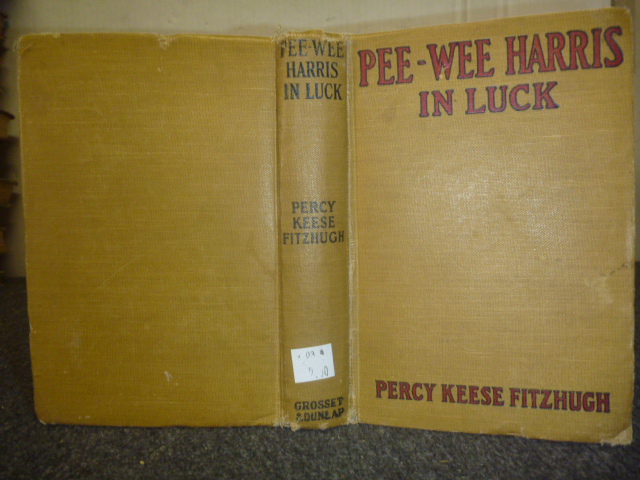 PEE-WEE
HARRIS
IN LUCK
PERCY
KEESE
FITZHUGH
GROSSET
& DUNLAP
PEE-WEE HARRIS
IN LUCK
PERCY KEESE FITZHUGH